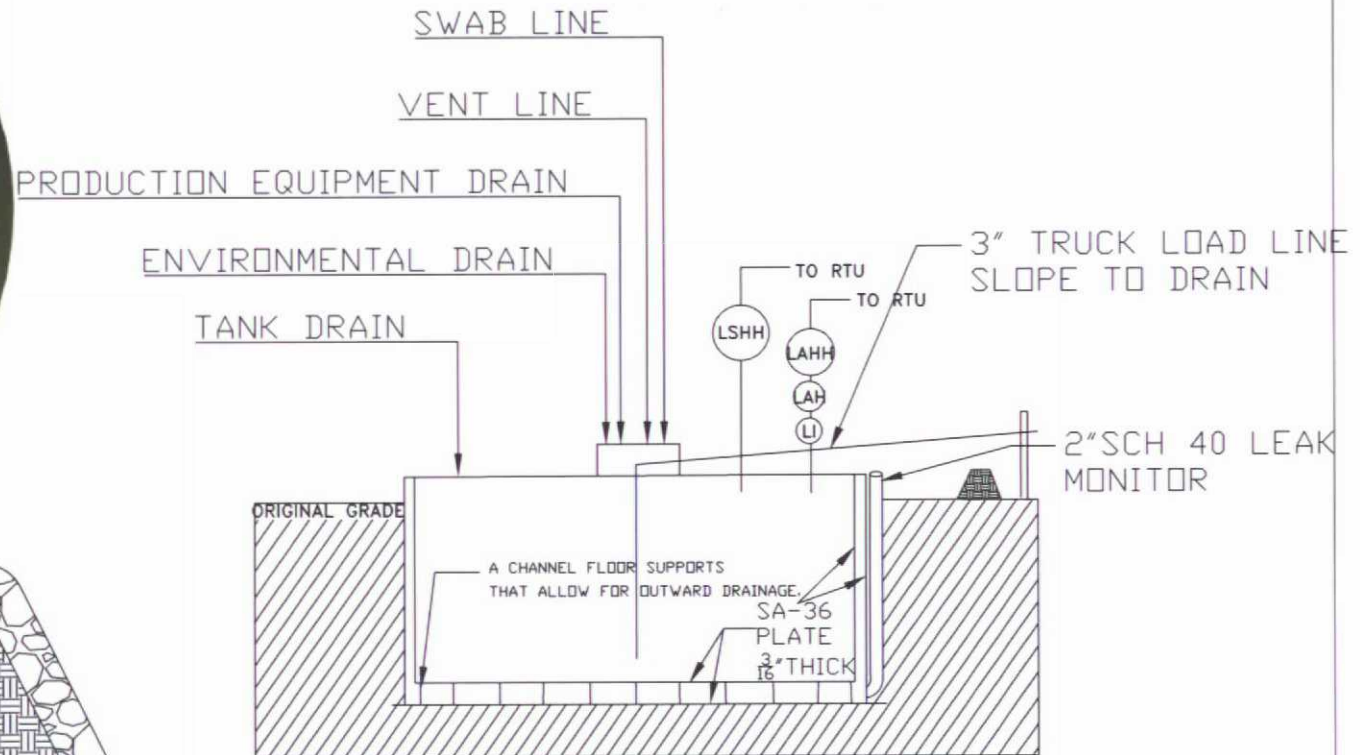 SWAB LINE
VENT LINE
PRODUCTION EQUIPMENT DRAIN
ENVIRONMENTAL DRAIN
TANK DRAIN
TO RTU
TO RTU
3" TRUCK LOAD LINE
SLOPE TO DRAIN
LSHH
LAHH
LAH
LI
2"SCH 40 LEAK
MONITOR
ORIGINAL GRADE
A CHANNEL FLOOR SUPPORTS
THAT ALLOW FOR OUTWARD DRAINAGE.
SA-36
PLATE
3/16"THICK